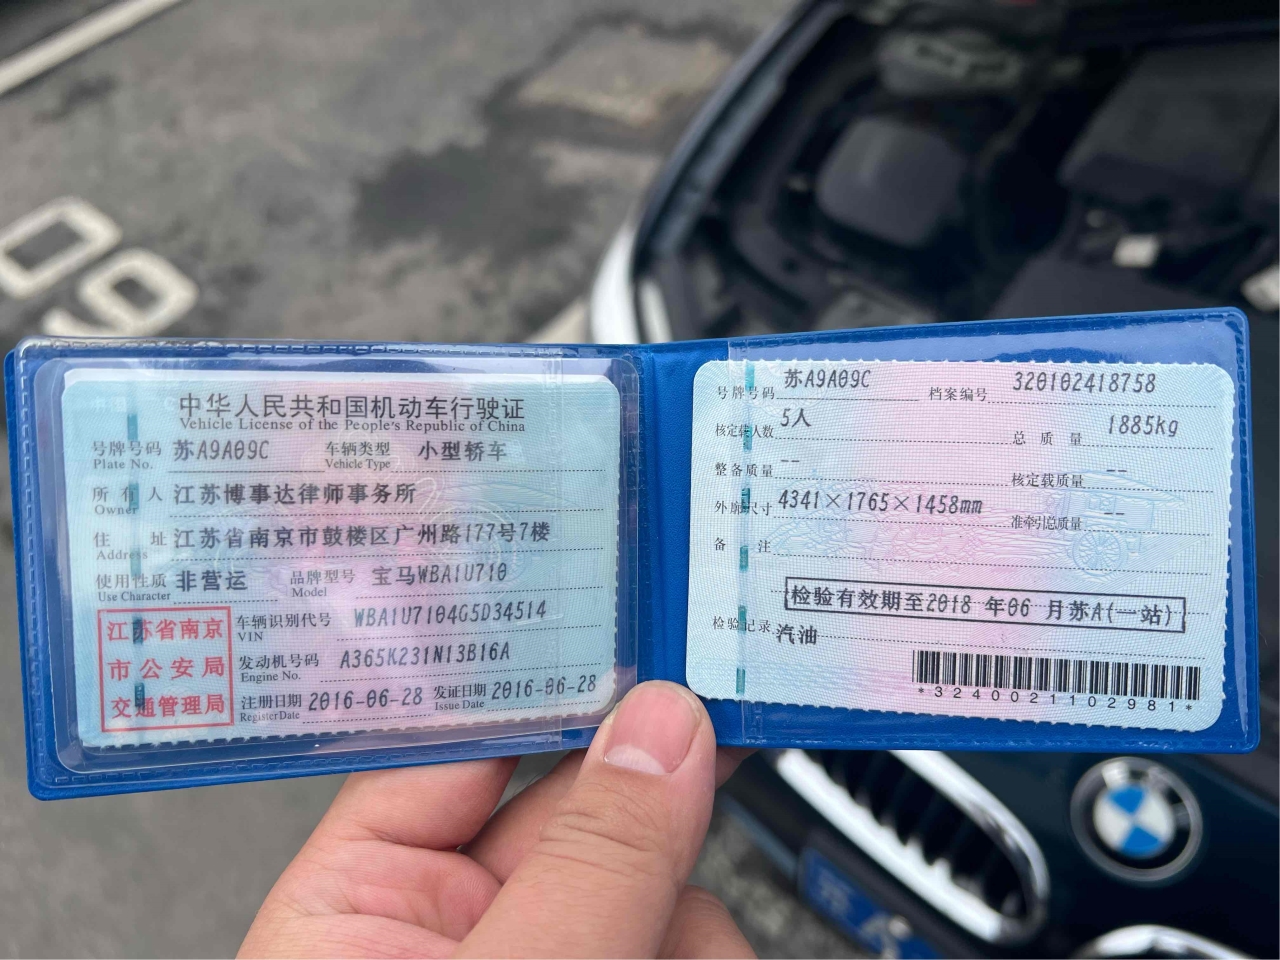 中华人民共和国机动车行驶证
Vehicle License of the People's Republic of China
号牌号码 苏A9A09C 车辆类型 小型轿车
Plate No. Vehicle Type
所有人 江苏博事达律师事务所
Owner
住址 江苏省南京市鼓楼区广州路177号7楼
Address
使用性质 非营运 品牌型号 宝马WBA1U710
Use Character Model
江苏省南京
市公安局
交通管理局
车辆识别代号 WBA1U7104G5D34514
VIN
发动机号码 A365K231N13B16A
Engine No.
注册日期 2016-06-28 发证日期 2016-06-28
Register Date Issue Date
号牌号码 苏A9A09C 档案编号 320102418758
核定载人数 5人 总质量 1885kg
整备质量 -- 核定载质量 --
外廓尺寸 4341×1765×1458mm 准牵引总质量 --
备注
检验有效期至2018 年06 月苏A(一站)
检验记录 汽油
*3240021102981*
09